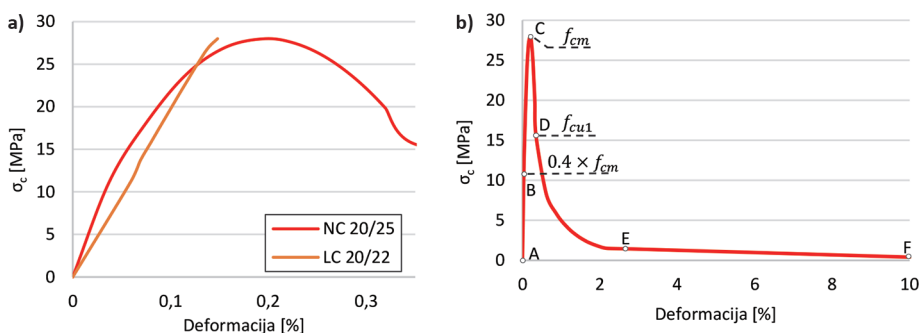 a)
σc [MPa]
30
25
20
15
10
5
0
0
0,1
0,2
0,3
Deformacija [%]
NC 20/25
LC 20/22
b)
σc [MPa]
30
25
20
15
10
5
0
0
2
4
6
8
10
Deformacija [%]
C
fcm
D
fcu1
0.4 × fcm
B
A
E
F